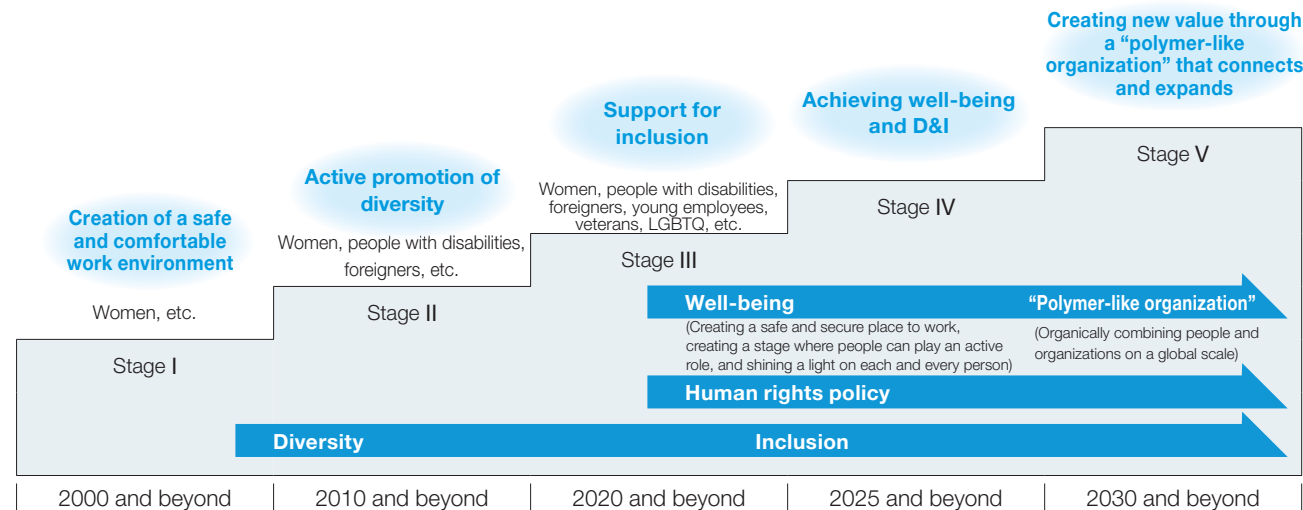 Creation of a safe
and comfortable
work environment
Women, etc.
Stage I
Active promotion of
diversity
Women, people with disabilities,
foreigners, etc.
Stage II
Support for
inclusion
Women, people with disabilities,
foreigners, young employees,
veterans, LGBTQ, etc.
Stage III
Achieving well-being
and D&I
Stage IV
Creating new value through
a “polymer-like
organization” that connects
and expands
Stage V
Well-being
“Polymer-like organization”
(Creating a safe and secure place to work,
creating a stage where people can play an active
role, and shining a light on each and every person)
(Organically combining people and
organizations on a global scale)
Human rights policy
Diversity
Inclusion
2000 and beyond
2010 and beyond
2020 and beyond
2025 and beyond
2030 and beyond